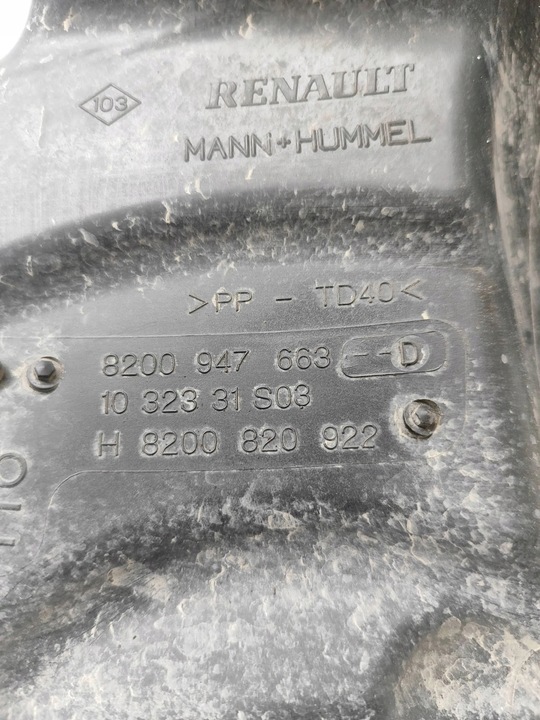 103
RENAULT
MANN+HUMMEL
>PP - TD40<
8200 947 663 --D
10 323 31 S03
H 8200 820 922